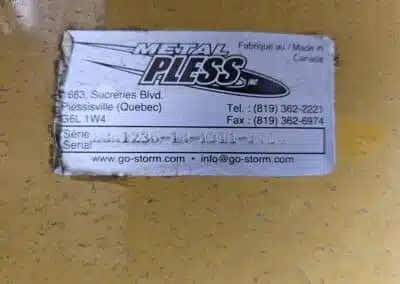 METAL
PLESS INC
Fabriqué au / Made in
Canada
1683, Sucreries Blvd.
Plessisville (Quebec)
G6L 1W4
Tel. : (819) 362-2221
Fax : (819) 362-6974
Série
Serial
www.go-storm.com • info@go-storm.com